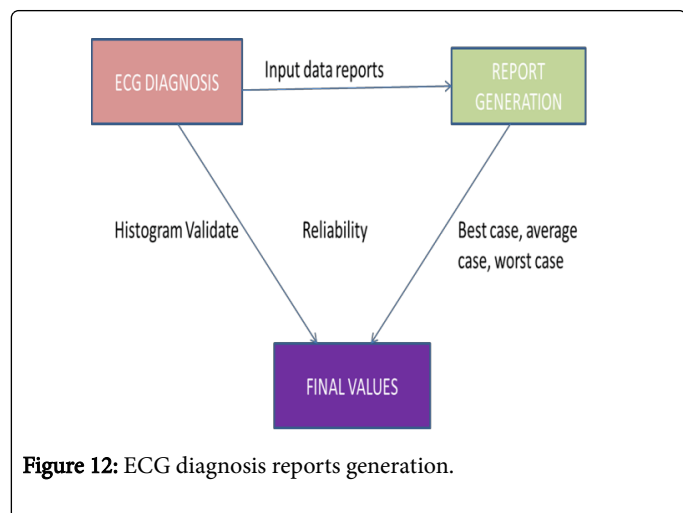 ECG DIAGNOSIS
Input data reports
REPORT
GENERATION
Histogram Validate
Reliability
Best case, average
case, worst case
FINAL VALUES
Figure 12: ECG diagnosis reports generation.